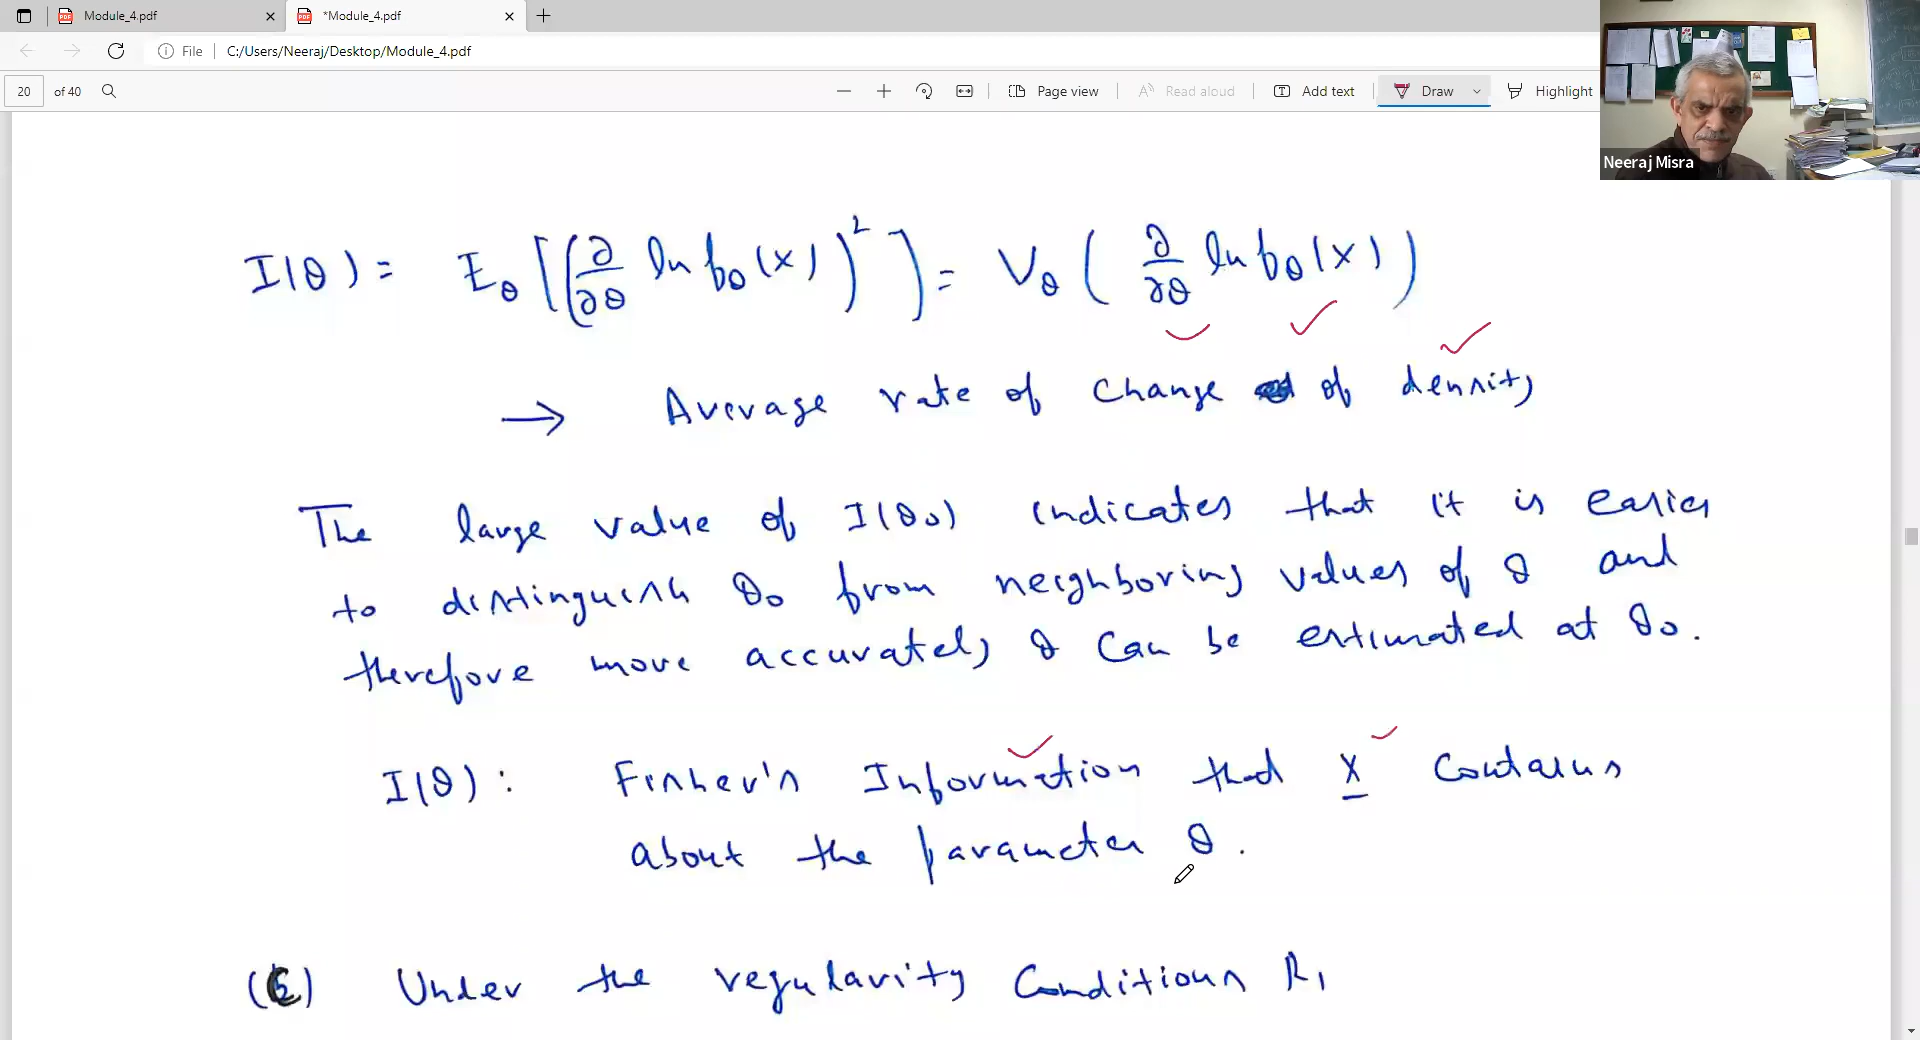 Module_4.pdf
*Module_4.pdf
File
C:/Users/Neeraj/Desktop/Module_4.pdf
20 of 40
Page view
Read aloud
Add text
Draw
Highlight
Neeraj Misra
I(θ) = E_θ [(∂/∂θ ln f_θ(X))²] = V_θ (∂/∂θ ln f_θ(X))
→ Average rate of change of density
The large value of I(θ₀) indicates that it is easier
to distinguish θ₀ from neighboring values of θ and
therefore more accurately θ can be estimated at θ₀.
I(θ): Fisher's Information that X contains
about the parameter θ.
(c) Under the regularity Conditions R₁